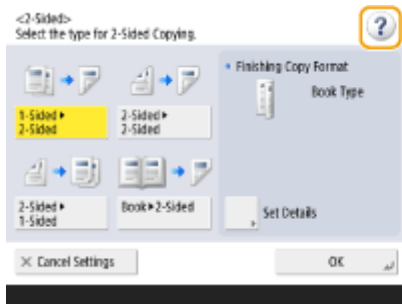 <2-Sided>
Select the type for 2-Sided Copying.
?
Finishing Copy Format
Book Type
1-Sided ▶
2-Sided
2-Sided ▶
2-Sided
2-Sided ▶
1-Sided
Book ▶ 2-Sided
Set Details
× Cancel Settings
OK